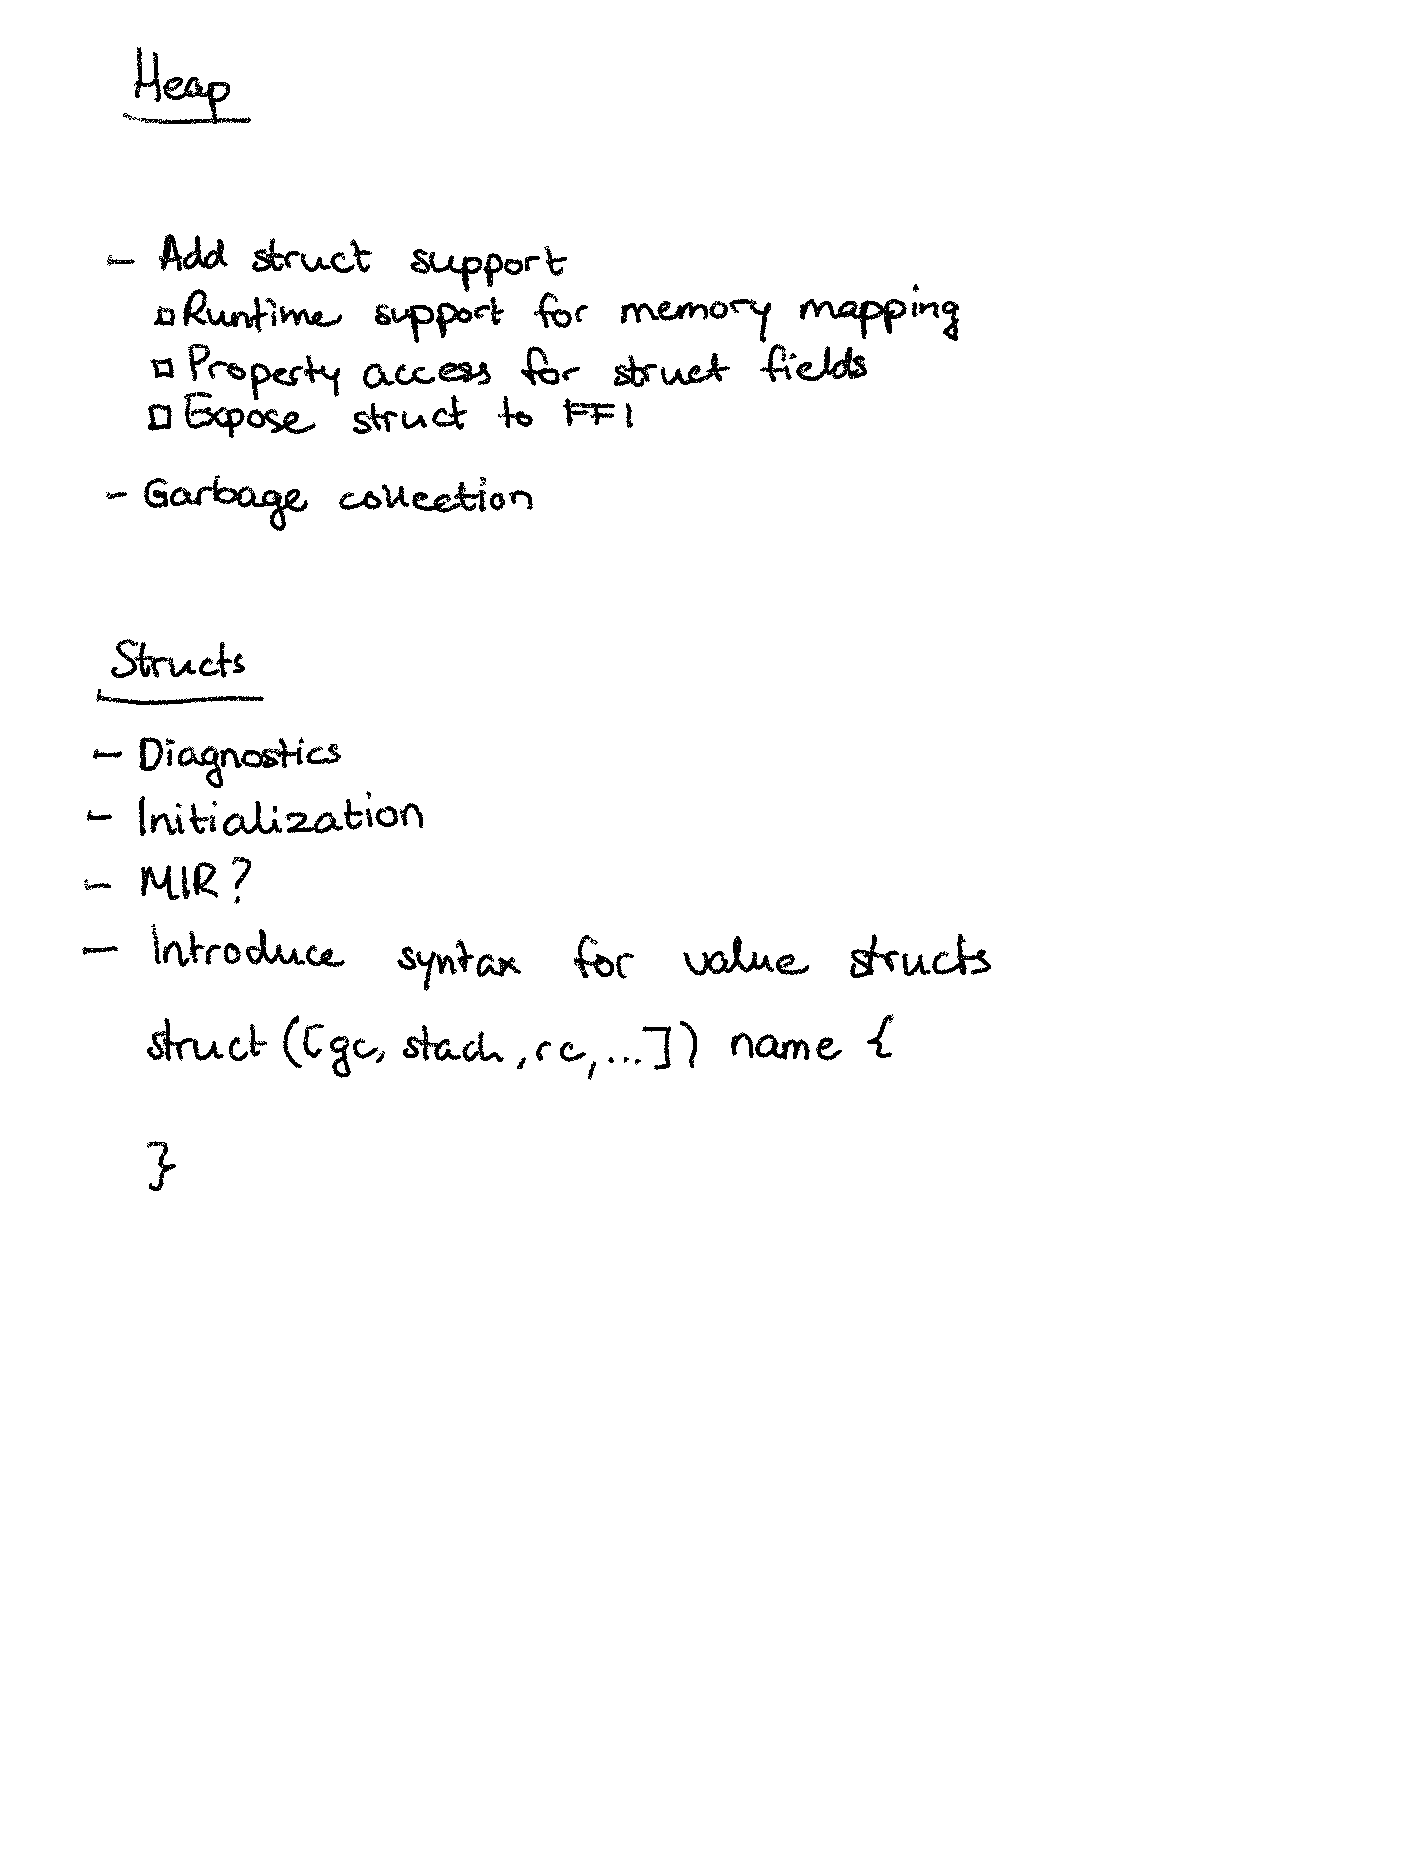 Heap
- Add struct support
□ Runtime support for memory mapping
□ Property access for struct fields
□ Expose struct to FFI
- Garbage collection
Structs
- Diagnostics
- Initialization
- MIR?
- Introduce syntax for value structs
struct ([gc, stack, rc, ...]) name {
}